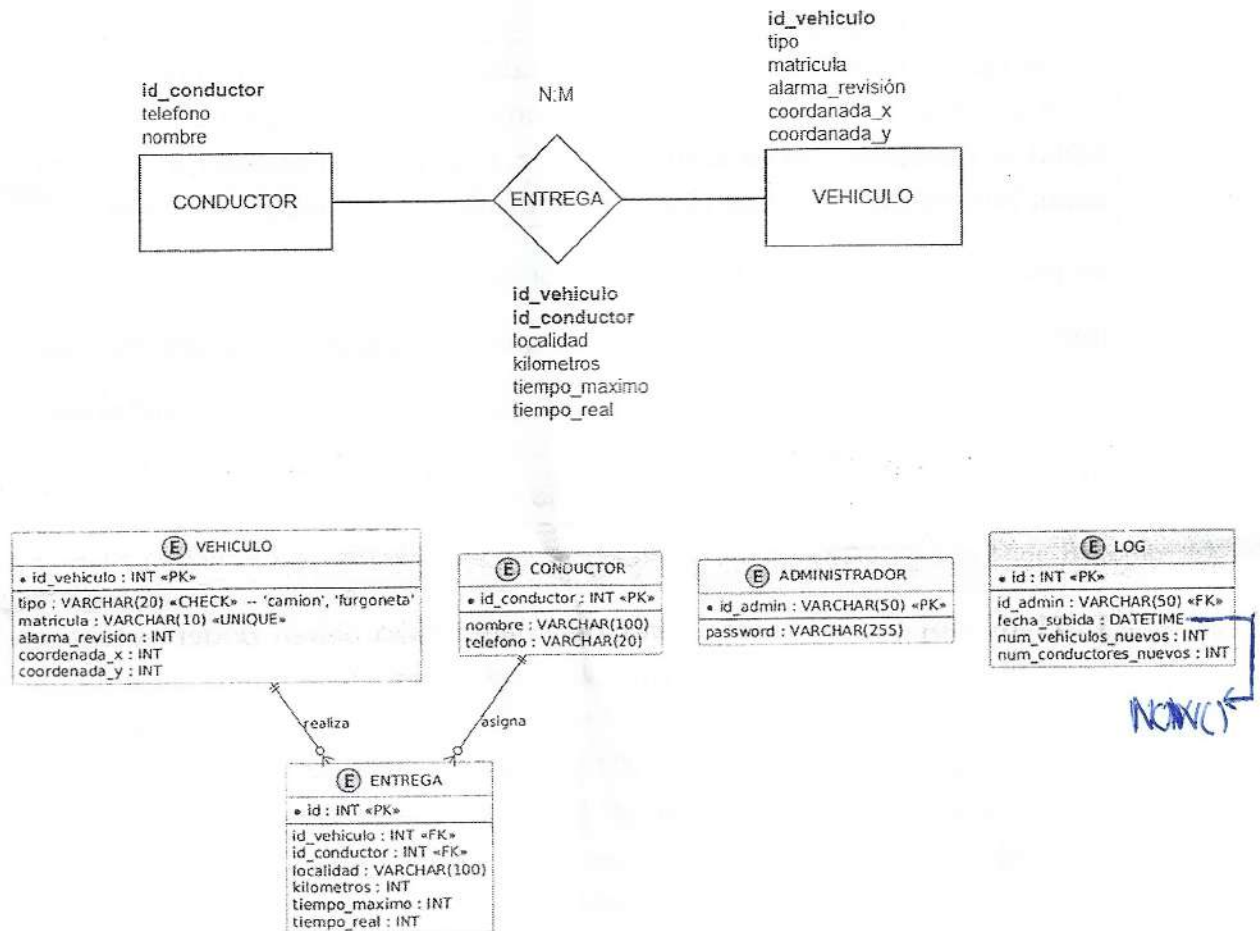 id_conductor
telefono
nombre
CONDUCTOR
N:M
ENTREGA
id_vehiculo
id_conductor
localidad
kilometros
tiempo_maximo
tiempo_real
id_vehiculo
tipo
matricula
alarma_revisión
coordanada_x
coordanada_y
VEHICULO
E VEHICULO
• id_vehiculo : INT «PK»
tipo : VARCHAR(20) «CHECK» -- 'camion', 'furgoneta'
matricula : VARCHAR(10) «UNIQUE»
alarma_revision : INT
coordenada_x : INT
coordenada_y : INT
E CONDUCTOR
• id_conductor : INT «PK»
nombre : VARCHAR(100)
telefono : VARCHAR(20)
E ADMINISTRADOR
• id_admin : VARCHAR(50) «PK»
password : VARCHAR(255)
E LOG
• id : INT «PK»
id_admin : VARCHAR(50) «FK»
fecha_subida : DATETIME
num_vehiculos_nuevos : INT
num_conductores_nuevos : INT
NOW()
realiza
asigna
E ENTREGA
• id : INT «PK»
id_vehiculo : INT «FK»
id_conductor : INT «FK»
localidad : VARCHAR(100)
kilometros : INT
tiempo_maximo : INT
tiempo_real : INT